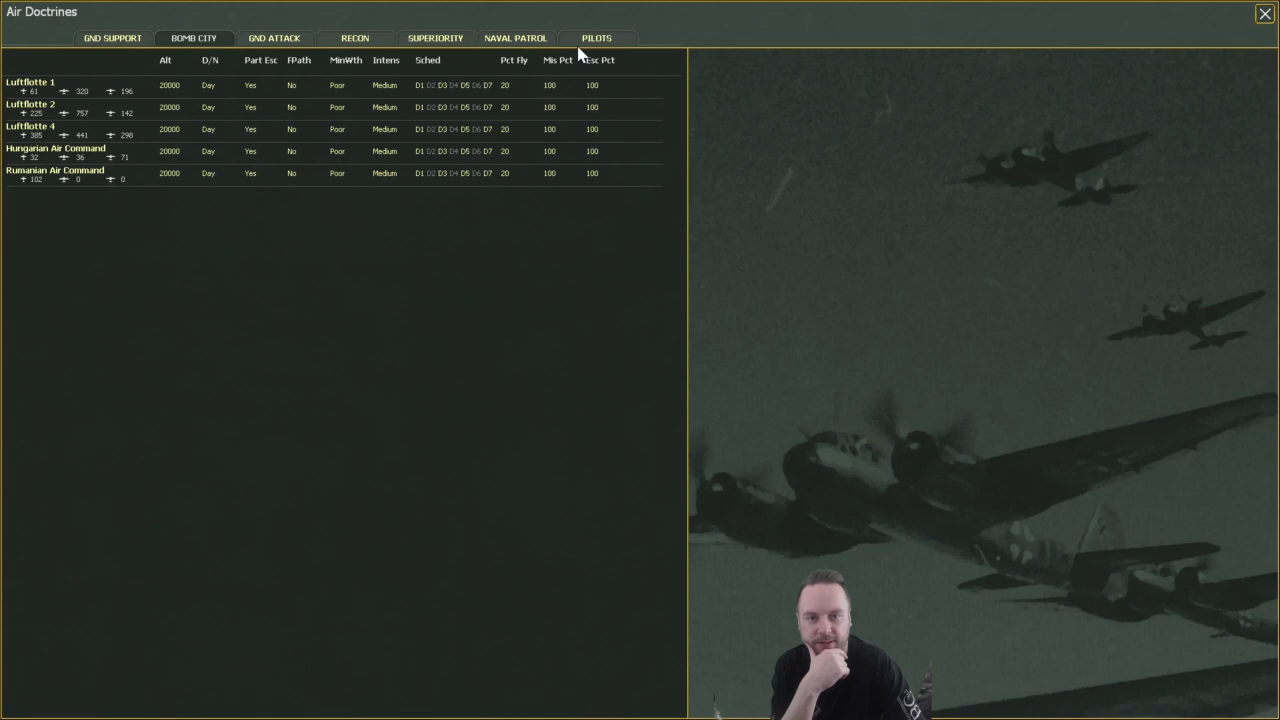 Air Doctrines
GND SUPPORT BOMB CITY GND ATTACK RECON SUPERIORITY NAVAL PATROL PILOTS
Alt D/N Part Esc FPath MinWth Intens Sched Pct Fly Mis Pct Esc Pct
Luftflotte 1
61 320 196 20000 Day Yes No Poor Medium D1 D2 D3 D4 D5 D6 D7 20 100 100
Luftflotte 2
225 757 142 20000 Day Yes No Poor Medium D1 D2 D3 D4 D5 D6 D7 20 100 100
Luftflotte 4
385 441 298 20000 Day Yes No Poor Medium D1 D2 D3 D4 D5 D6 D7 20 100 100
Hungarian Air Command
32 36 71 20000 Day Yes No Poor Medium D1 D2 D3 D4 D5 D6 D7 20 100 100
Rumanian Air Command
102 0 0 20000 Day Yes No Poor Medium D1 D2 D3 D4 D5 D6 D7 20 100 100